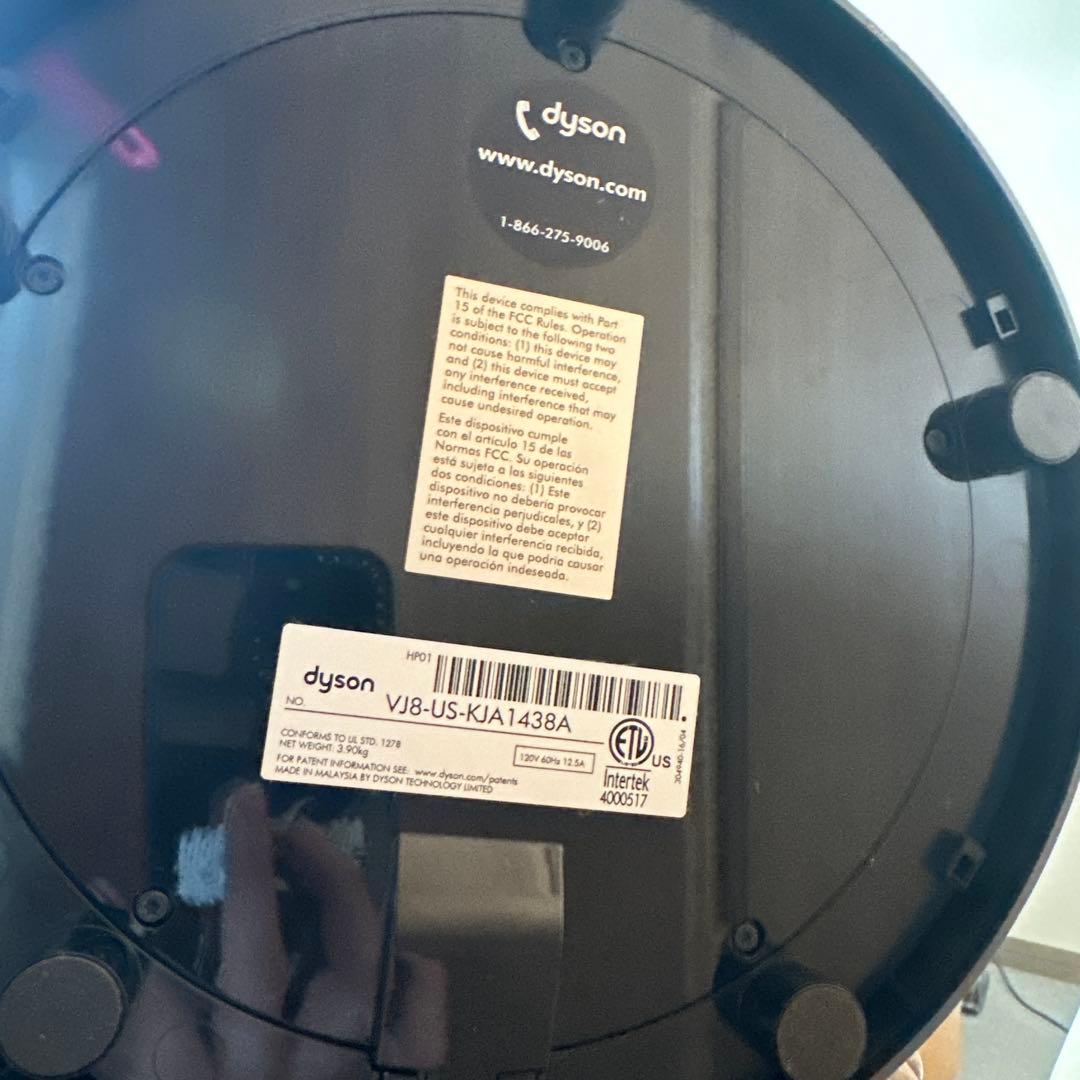 dyson
www.dyson.com
1-866-275-9006
This device complies with Part
15 of the FCC Rules. Operation
is subject to the following two
conditions: (1) this device may
not cause harmful interference,
and (2) this device must accept
any interference received,
including interference that may
cause undesired operation.
Este dispositivo cumple
con el artículo 15 de las
Normas FCC. Su operación
está sujeta a las siguientes
dos condiciones: (1) Este
dispositivo no debería provocar
interferencia perjudicales, y (2)
este dispositivo debe aceptar
cualquier interferencia recibida,
incluyendo la que podría causar
una operación indeseada.
HP01
dyson
NO.
VJ8-US-KJA1438A
CONFORMS TO UL STD. 1278
NET WEIGHT: 3.90kg
120V 60Hz 12.5A
FOR PATENT INFORMATION SEE: www.dyson.com/patents
MADE IN MALAYSIA BY DYSON TECHNOLOGY LIMITED
ETL
US
Intertek
4000517
304940-16/04